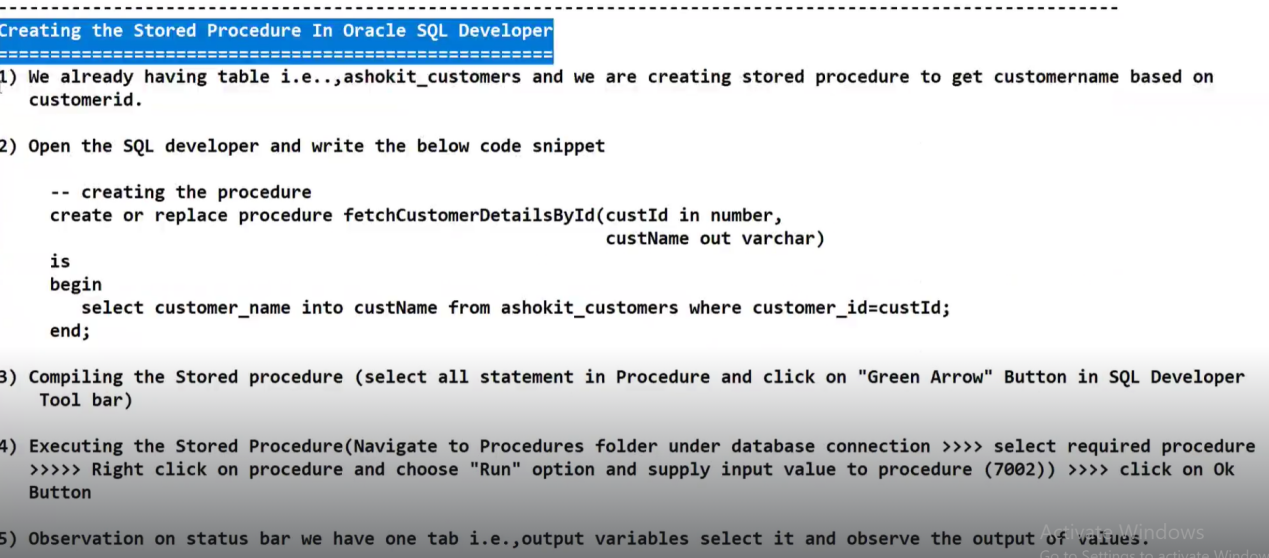 ----------------------------------------------------------------------------------------------------------
Creating the Stored Procedure In Oracle SQL Developer
=====================================================
1) We already having table i.e..,ashokit_customers and we are creating stored procedure to get customername based on
customerid.
2) Open the SQL developer and write the below code snippet
-- creating the procedure
create or replace procedure fetchCustomerDetailsById(custId in number,
custName out varchar)
is
begin
select customer_name into custName from ashokit_customers where customer_id=custId;
end;
3) Compiling the Stored procedure (select all statement in Procedure and click on "Green Arrow" Button in SQL Developer
Tool bar)
4) Executing the Stored Procedure(Navigate to Procedures folder under database connection >>>> select required procedure
>>>>> Right click on procedure and choose "Run" option and supply input value to procedure (7002)) >>>> click on Ok
Button
5) Observation on status bar we have one tab i.e.,output variables select it and observe the output of values.
Activate Windows
Go to Settings to activate Window